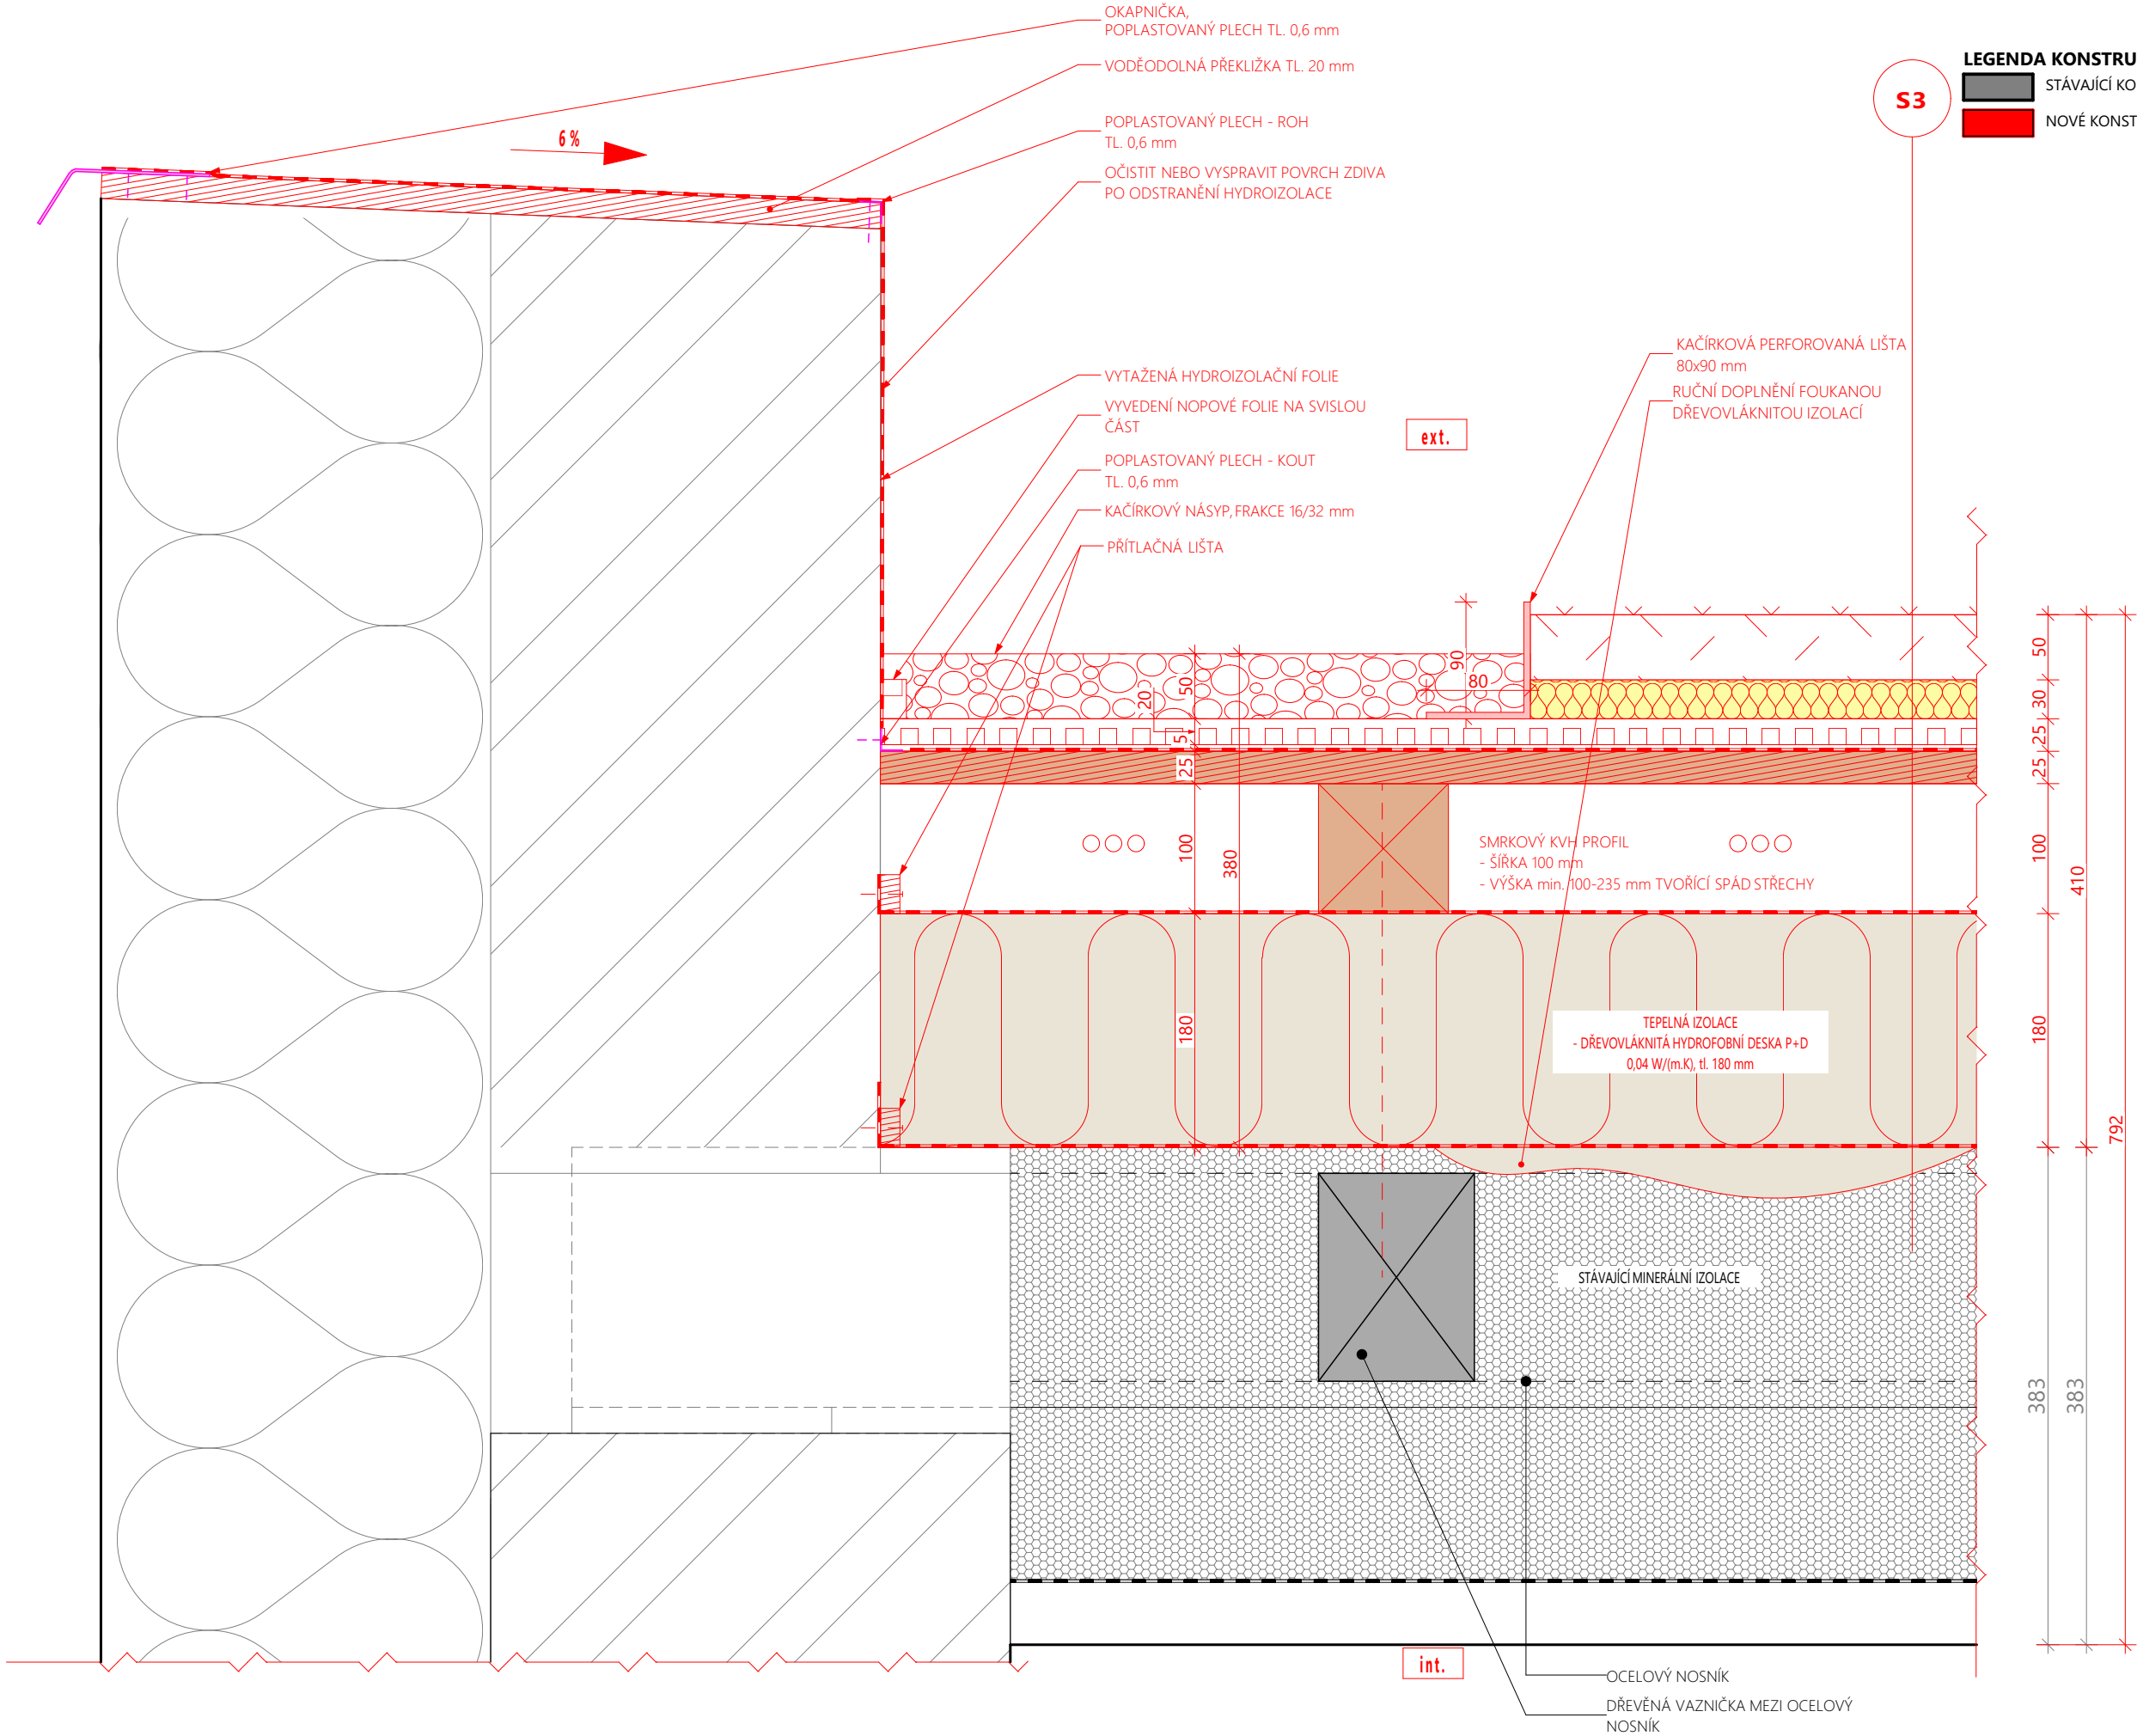 OKAPNIČKA,
POPLASTOVANÝ PLECH TL. 0,6 mm
VODĚODOLNÁ PŘEKLIŽKA TL. 20 mm
6 %
POPLASTOVANÝ PLECH - ROH
TL. 0,6 mm
OČISTIT NEBO VYSPRAVIT POVRCH ZDIVA
PO ODSTRANĚNÍ HYDROIZOLACE
S3
LEGENDA KONSTRU
STÁVAJÍCÍ KO
NOVÉ KONST
VYTAŽENÁ HYDROIZOLAČNÍ FOLIE
VYVEDENÍ NOPOVÉ FOLIE NA SVISLOU
ČÁST
POPLASTOVANÝ PLECH - KOUT
TL. 0,6 mm
KAČÍRKOVÝ NÁSYP, FRAKCE 16/32 mm
PŘÍTLAČNÁ LIŠTA
ext.
KAČÍRKOVÁ PERFOROVANÁ LIŠTA
80x90 mm
RUČNÍ DOPLNĚNÍ FOUKANOU
DŘEVOVLÁKNITOU IZOLACÍ
90
80
50
20
5
25
100
380
180
SMRKOVÝ KVH PROFIL
- ŠÍŘKA 100 mm
- VÝŠKA min. 100-235 mm TVOŘÍCÍ SPÁD STŘECHY
TEPELNÁ IZOLACE
- DŘEVOVLÁKNITÁ HYDROFOBNÍ DESKA P+D
0,04 W/(m.K), tl. 180 mm
STÁVAJÍCÍ MINERÁLNÍ IZOLACE
50
30
25
25
100
180
410
792
383
383
int.
OCELOVÝ NOSNÍK
DŘEVĚNÁ VAZNIČKA MEZI OCELOVÝ
NOSNÍK